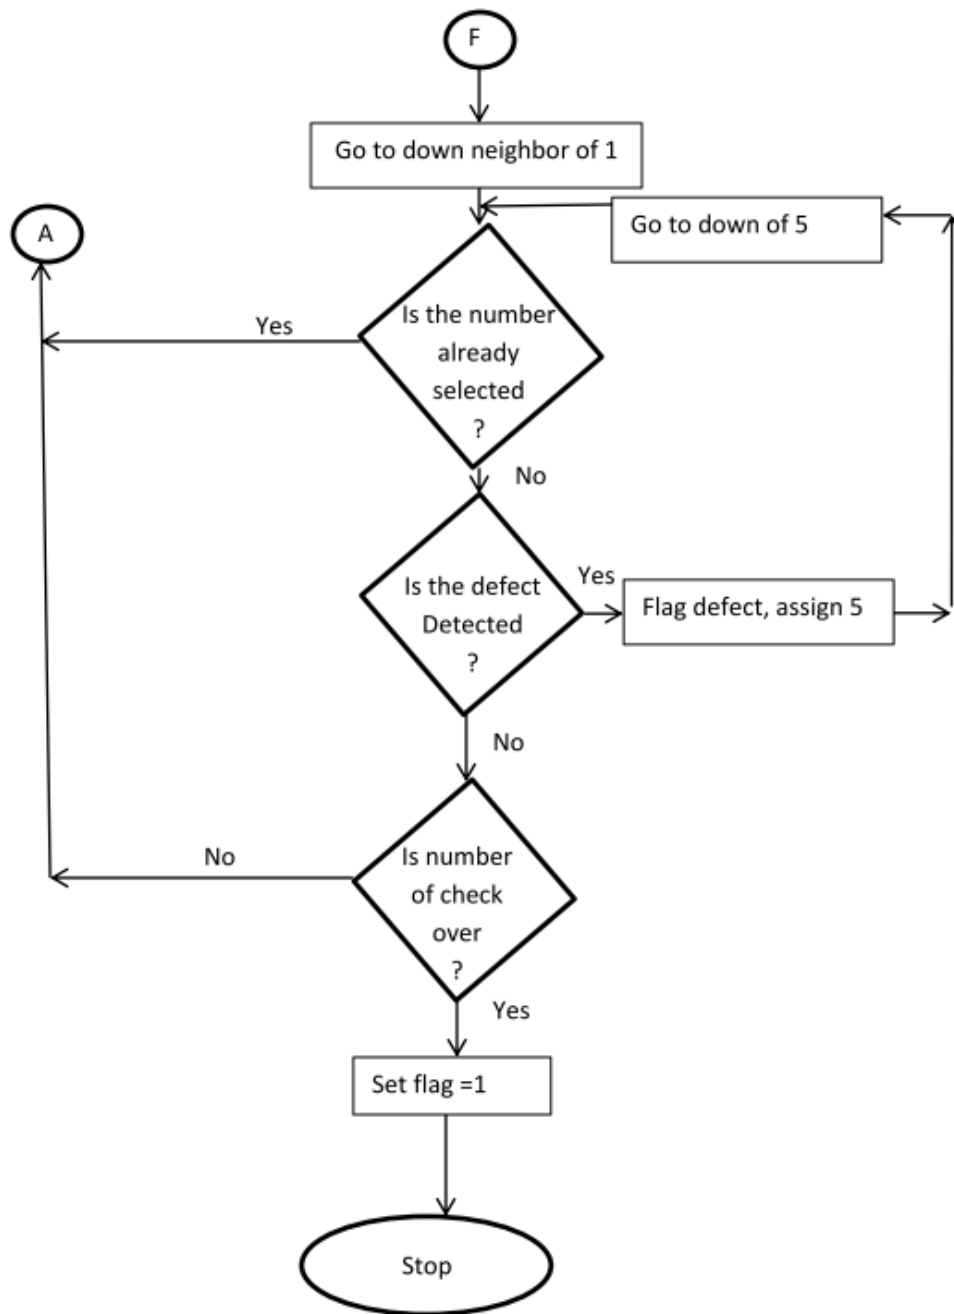 F
Go to down neighbor of 1
Go to down of 5
A
Is the number
already
selected
?
Yes
No
Is the defect
Detected
?
Yes
Flag defect, assign 5
No
Is number
of check
over
?
No
Yes
Set flag =1
Stop